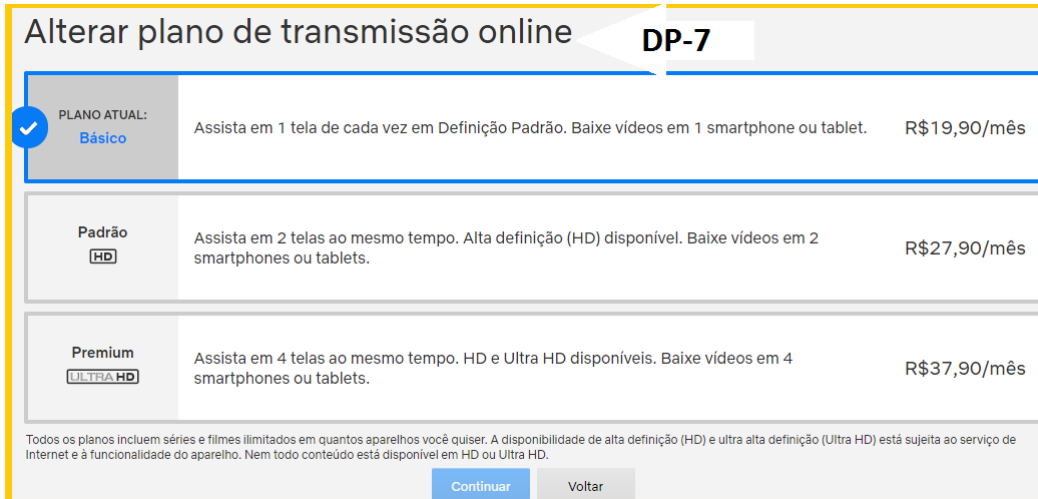 Alterar plano de transmissão online
DP-7
PLANO ATUAL:
Básico
Assista em 1 tela de cada vez em Definição Padrão. Baixe vídeos em 1 smartphone ou tablet.
R$19,90/mês
Padrão
HD
Assista em 2 telas ao mesmo tempo. Alta definição (HD) disponível. Baixe vídeos em 2
smartphones ou tablets.
R$27,90/mês
Premium
ULTRA HD
Assista em 4 telas ao mesmo tempo. HD e Ultra HD disponíveis. Baixe vídeos em 4
smartphones ou tablets.
R$37,90/mês
Todos os planos incluem séries e filmes ilimitados em quantos aparelhos você quiser. A disponibilidade de alta definição (HD) e ultra alta definição (Ultra HD) está sujeita ao serviço de
Internet e à funcionalidade do aparelho. Nem todo conteúdo está disponível em HD ou Ultra HD.
Continuar
Voltar